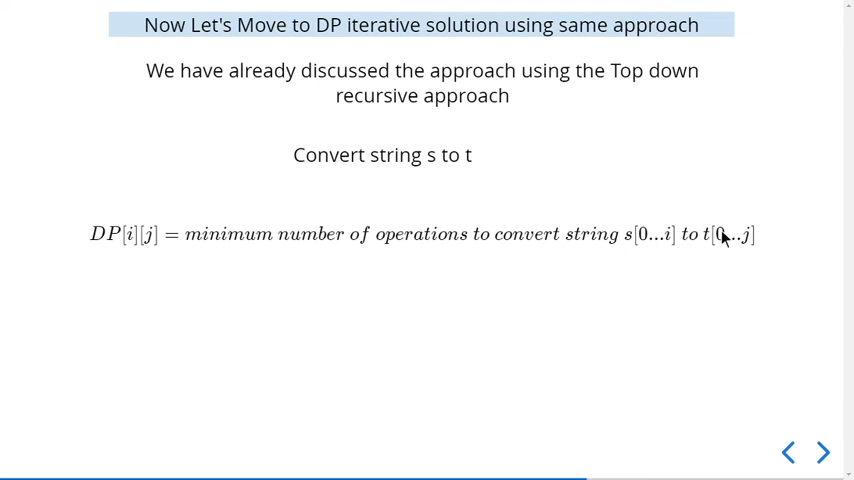 Now Let's Move to DP iterative solution using same approach
We have already discussed the approach using the Top down
recursive approach
Convert string s to t
DP[i][j] = minimum number of operations to convert string s[0...i] to t[0...j]